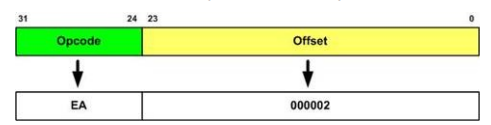 31 24 23 0
Opcode Offset
EA 000002